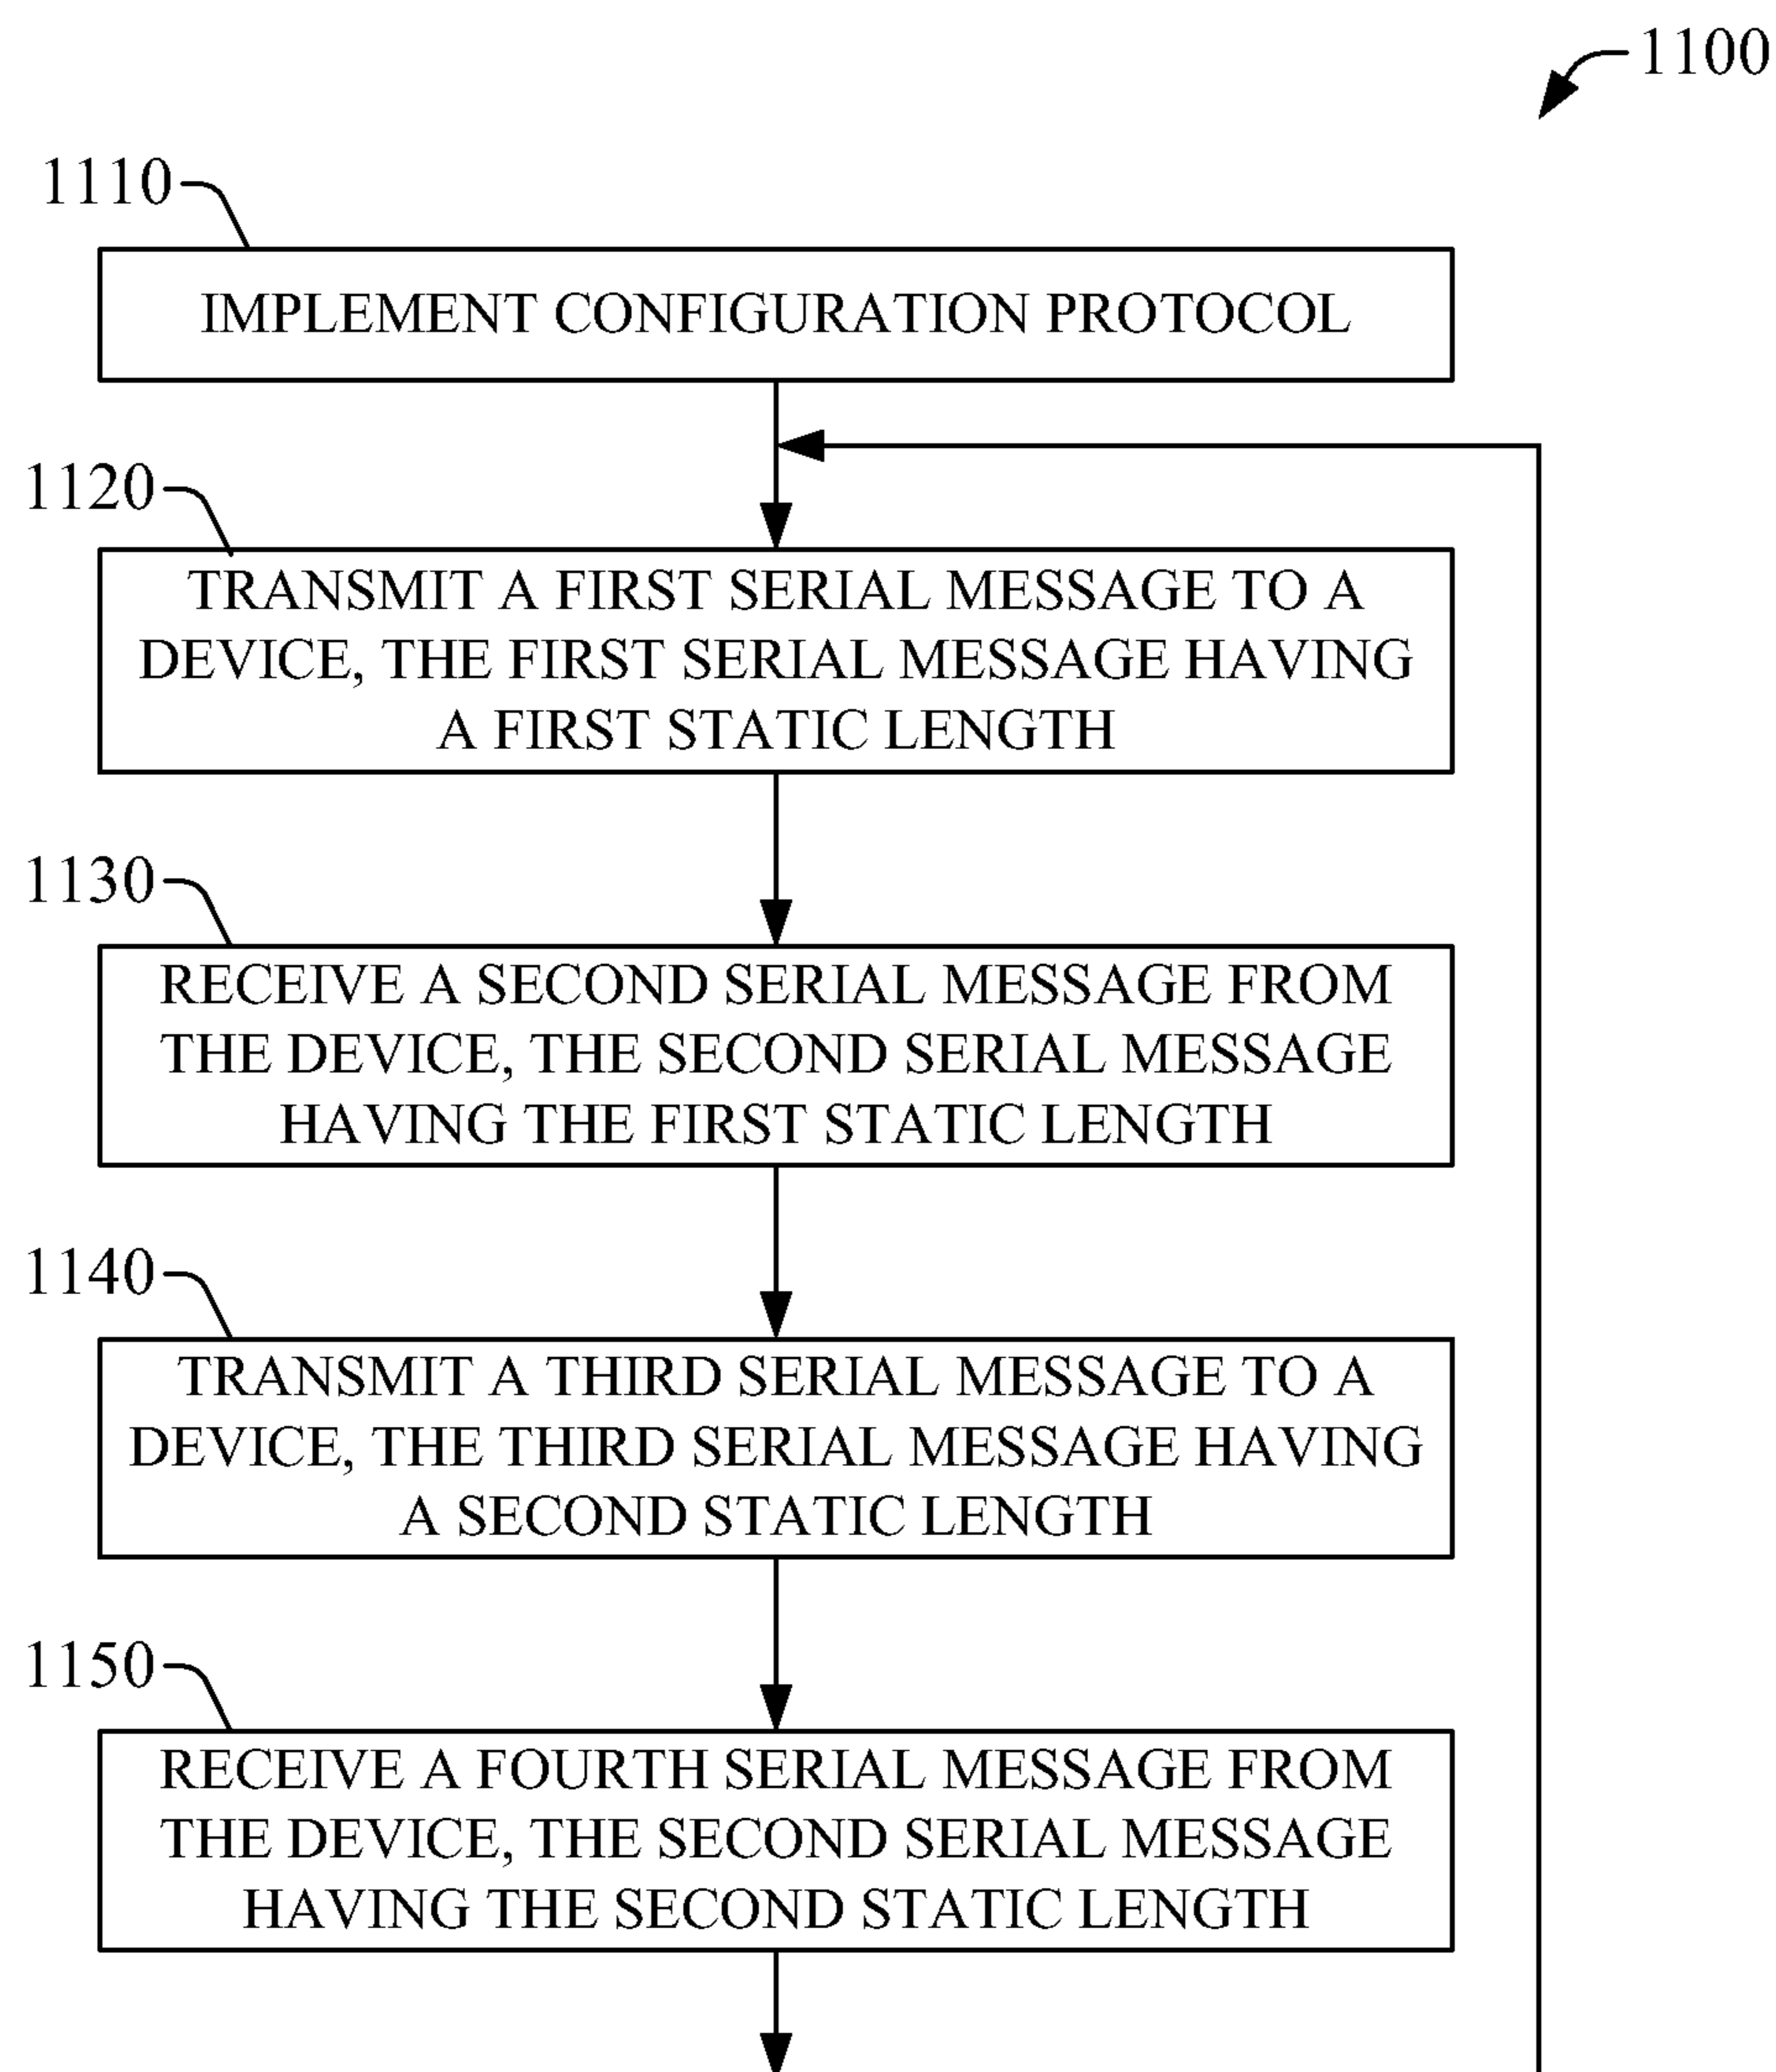 1100
1110
IMPLEMENT CONFIGURATION PROTOCOL
1120
TRANSMIT A FIRST SERIAL MESSAGE TO A
DEVICE, THE FIRST SERIAL MESSAGE HAVING
A FIRST STATIC LENGTH
1130
RECEIVE A SECOND SERIAL MESSAGE FROM
THE DEVICE, THE SECOND SERIAL MESSAGE
HAVING THE FIRST STATIC LENGTH
1140
TRANSMIT A THIRD SERIAL MESSAGE TO A
DEVICE, THE THIRD SERIAL MESSAGE HAVING
A SECOND STATIC LENGTH
1150
RECEIVE A FOURTH SERIAL MESSAGE FROM
THE DEVICE, THE SECOND SERIAL MESSAGE
HAVING THE SECOND STATIC LENGTH